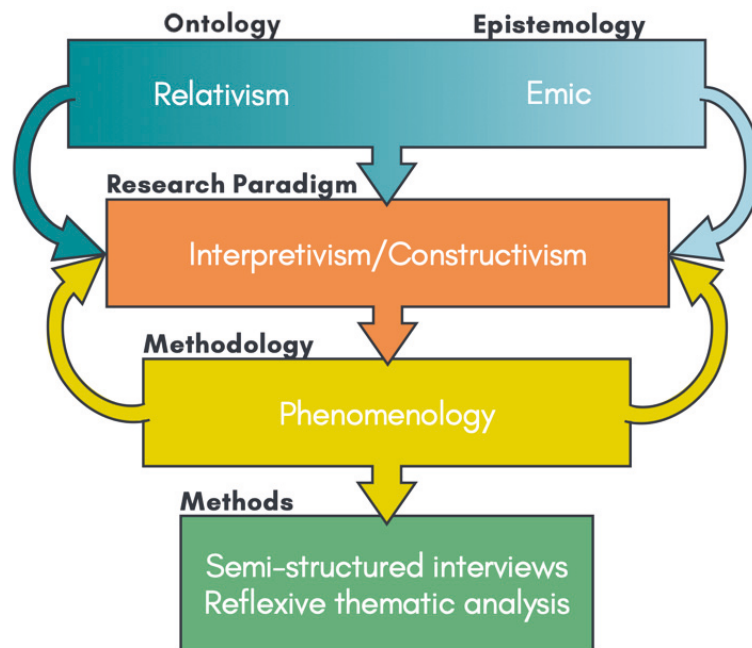 Ontology
Epistemology
Relativism
Emic
Research Paradigm
Interpretivism/Constructivism
Methodology
Phenomenology
Methods
Semi-structured interviews
Reflexive thematic analysis